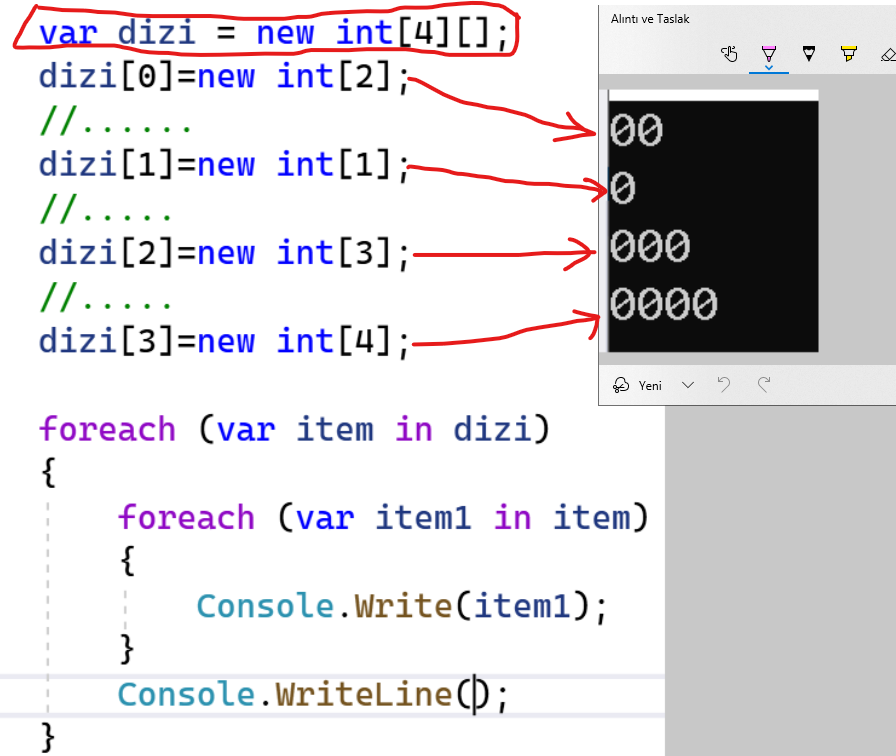 var dizi = new int[4][];
dizi[0]=new int[2];
//......
dizi[1]=new int[1];
//.....
dizi[2]=new int[3];
//.....
dizi[3]=new int[4];
foreach (var item in dizi)
{
foreach (var item1 in item)
{
Console.Write(item1);
}
Console.WriteLine();
}
Alıntı ve Taslak
00
0
000
0000
Yeni